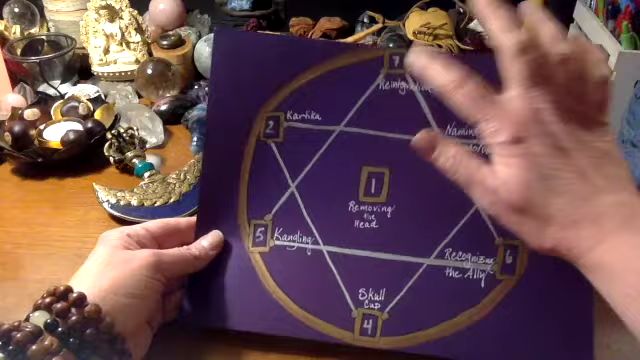 7
Reintegration
2
Kartika
Naming
1
Removing
the
Head
5
Kangling
Recognizing
the Ally
6
Skull
Cup
4